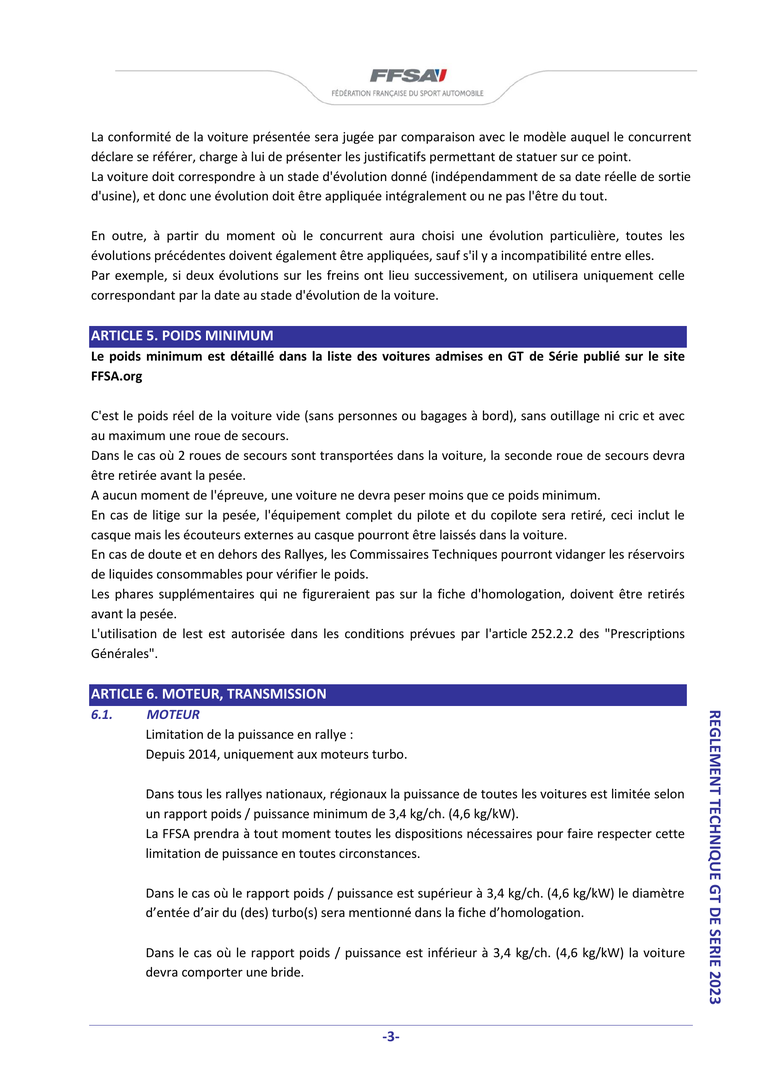 FFSA
FÉDÉRATION FRANÇAISE DU SPORT AUTOMOBILE
La conformité de la voiture présentée sera jugée par comparaison avec le modèle auquel le concurrent
déclare se référer, charge à lui de présenter les justificatifs permettant de statuer sur ce point.
La voiture doit correspondre à un stade d'évolution donné (indépendamment de sa date réelle de sortie
d'usine), et donc une évolution doit être appliquée intégralement ou ne pas l'être du tout.
En outre, à partir du moment où le concurrent aura choisi une évolution particulière, toutes les
évolutions précédentes doivent également être appliquées, sauf s'il y a incompatibilité entre elles.
Par exemple, si deux évolutions sur les freins ont lieu successivement, on utilisera uniquement celle
correspondant par la date au stade d'évolution de la voiture.
ARTICLE 5. POIDS MINIMUM
Le poids minimum est détaillé dans la liste des voitures admises en GT de Série publié sur le site
FFSA.org
C'est le poids réel de la voiture vide (sans personnes ou bagages à bord), sans outillage ni cric et avec
au maximum une roue de secours.
Dans le cas où 2 roues de secours sont transportées dans la voiture, la seconde roue de secours devra
être retirée avant la pesée.
A aucun moment de l'épreuve, une voiture ne devra peser moins que ce poids minimum.
En cas de litige sur la pesée, l'équipement complet du pilote et du copilote sera retiré, ceci inclut le
casque mais les écouteurs externes au casque pourront être laissés dans la voiture.
En cas de doute et en dehors des Rallyes, les Commissaires Techniques pourront vidanger les réservoirs
de liquides consommables pour vérifier le poids.
Les phares supplémentaires qui ne figureraient pas sur la fiche d'homologation, doivent être retirés
avant la pesée.
L'utilisation de lest est autorisée dans les conditions prévues par l'article 252.2.2 des "Prescriptions
Générales".
ARTICLE 6. MOTEUR, TRANSMISSION
6.1. MOTEUR
Limitation de la puissance en rallye :
Depuis 2014, uniquement aux moteurs turbo.
Dans tous les rallyes nationaux, régionaux la puissance de toutes les voitures est limitée selon
un rapport poids / puissance minimum de 3,4 kg/ch. (4,6 kg/kW).
La FFSA prendra à tout moment toutes les dispositions nécessaires pour faire respecter cette
limitation de puissance en toutes circonstances.
Dans le cas où le rapport poids / puissance est supérieur à 3,4 kg/ch. (4,6 kg/kW) le diamètre
d’entée d’air du (des) turbo(s) sera mentionné dans la fiche d’homologation.
Dans le cas où le rapport poids / puissance est inférieur à 3,4 kg/ch. (4,6 kg/kW) la voiture
devra comporter une bride.
REGLEMENT TECHNIQUE GT DE SERIE 2023
-3-